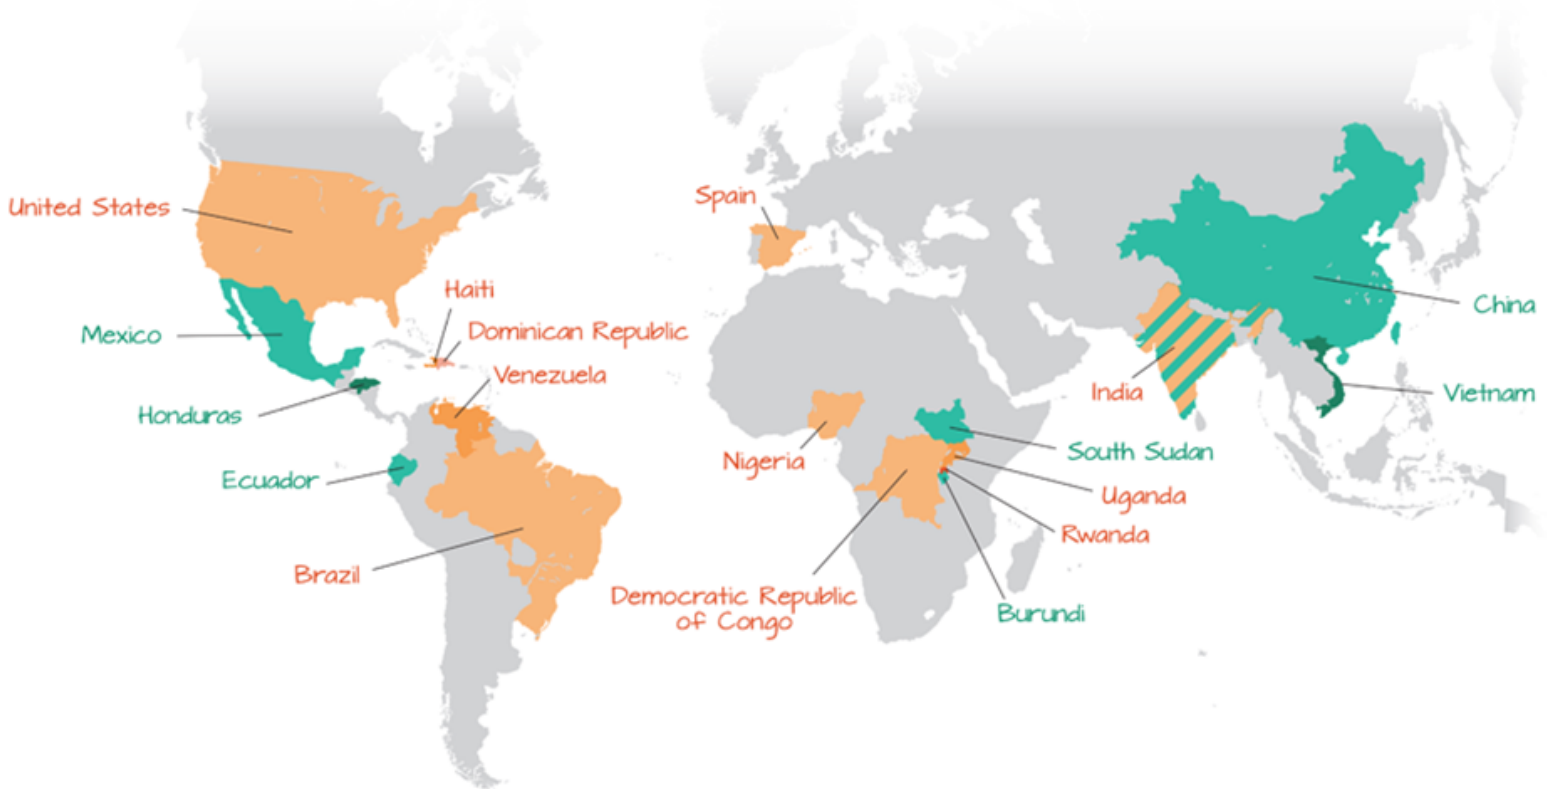 United States
Mexico
Honduras
Ecuador
Brazil
Haiti
Dominican Republic
Venezuela
Spain
Nigeria
Democratic Republic
of Congo
South Sudan
Uganda
Rwanda
Burundi
India
China
Vietnam